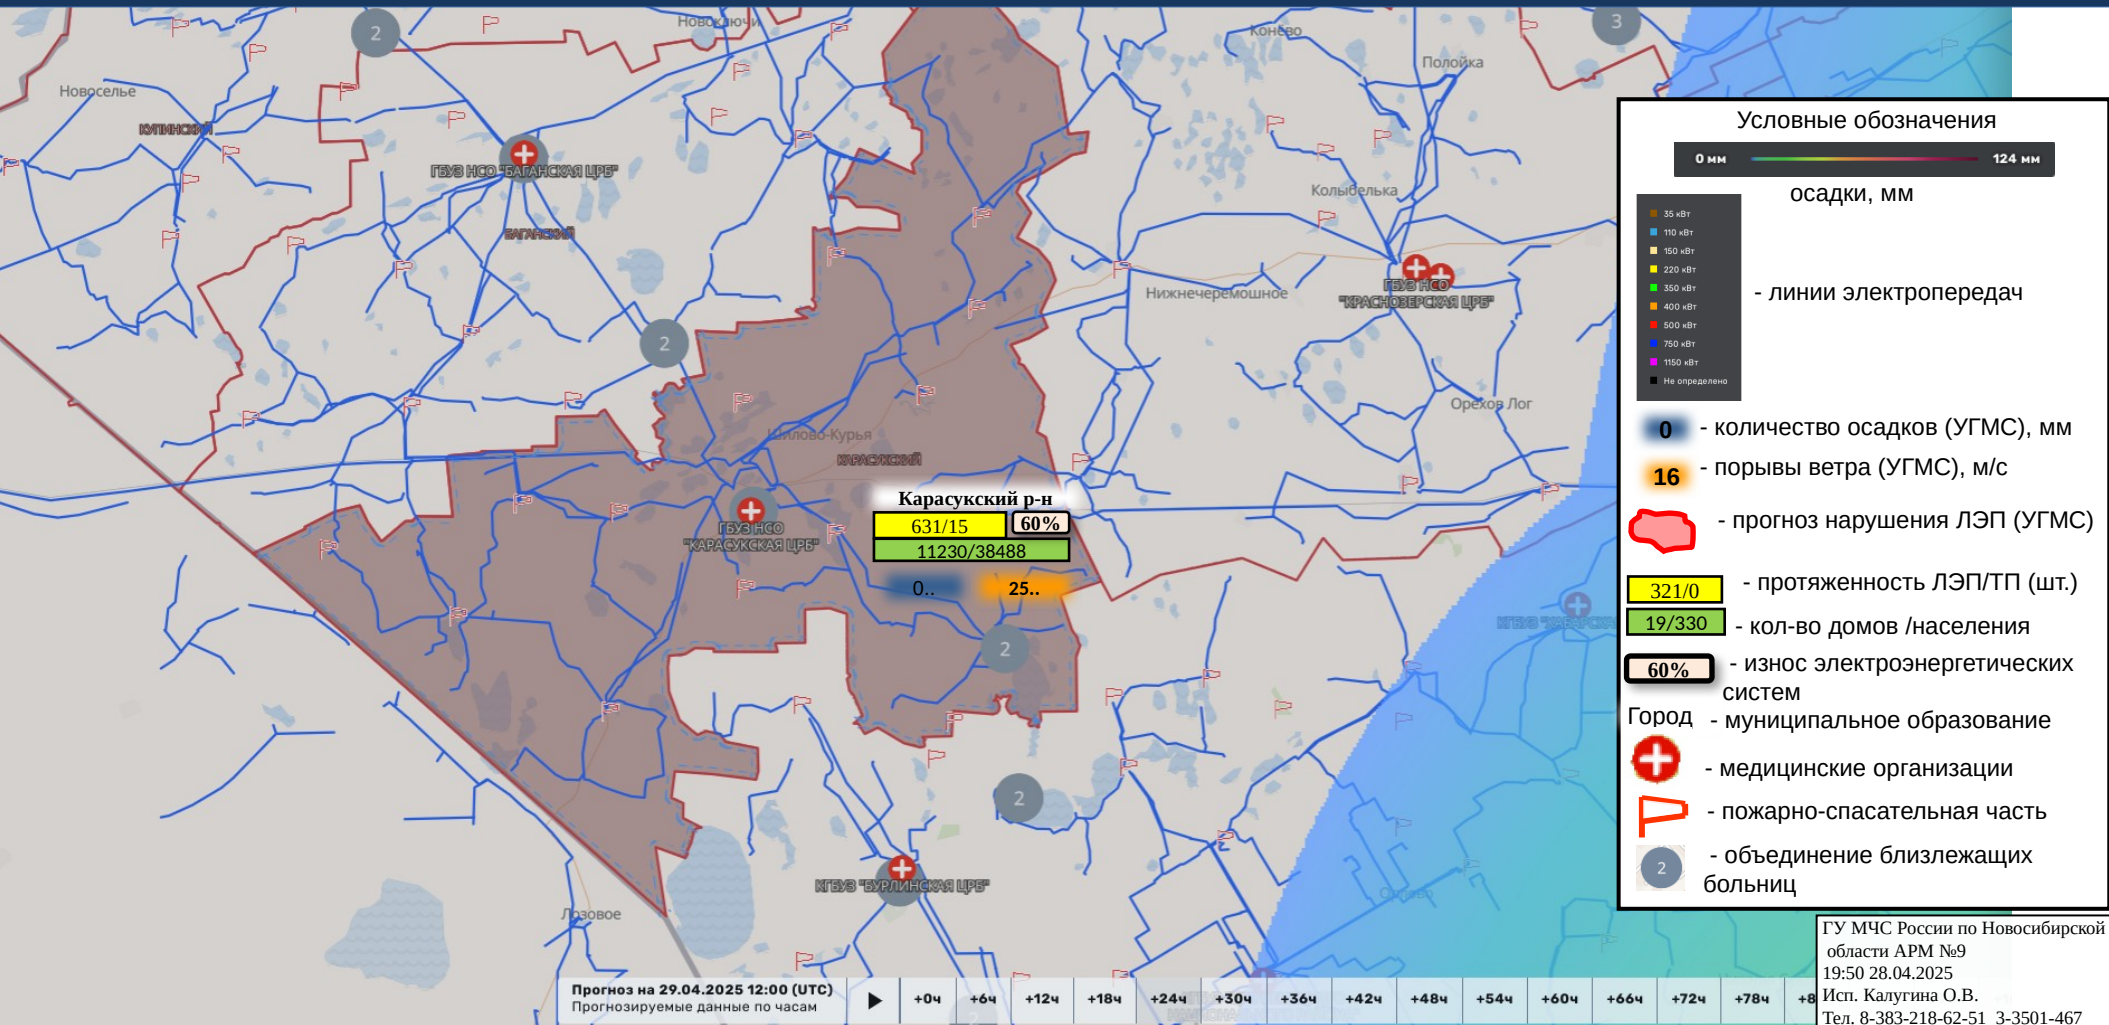 Новоключи
Конёво
Полойка
Новоселье
КУПИНСКИЙ
2
3
ГБУЗ НСО "БАГАНСКАЯ ЦРБ"
БАГАНСКИЙ
Колыбелька
ГБУЗ НСО
"КРАСНОЗЕРСКАЯ ЦРБ"
Нижнечеремошное
2
Орехов Лог
Шилово-Курья
КАРАСУКСКИЙ
ГБУЗ НСО
"КАРАСУКСКАЯ ЦРБ"
Карасукский р-н
631/15
60%
11230/38488
0..
25..
2
2
КГБУЗ "БУРЛИНСКАЯ ЦРБ"
Лозовое
Условные обозначения
0 мм
124 мм
осадки, мм
35 кВт
110 кВт
150 кВт
220 кВт
350 кВт
400 кВт
500 кВт
750 кВт
1150 кВт
Не определено
- линии электропередач
0 - количество осадков (УГМС), мм
16 - порывы ветра (УГМС), м/с
- прогноз нарушения ЛЭП (УГМС)
321/0 - протяженность ЛЭП/ТП (шт.)
19/330 - кол-во домов /населения
60% - износ электроэнергетических
систем
Город - муниципальное образование
- медицинские организации
- пожарно-спасательная часть
2 - объединение близлежащих
больниц
Прогноз на 29.04.2025 12:00 (UTC)
Прогнозируемые данные по часам
+0ч +6ч +12ч +18ч +24ч +30ч +36ч +42ч +48ч +54ч +60ч +66ч +72ч +78ч +8
ГУ МЧС России по Новосибирской
области АРМ №9
19:50 28.04.2025
Исп. Калугина О.В.
Тел. 8-383-218-62-51 3-3501-467